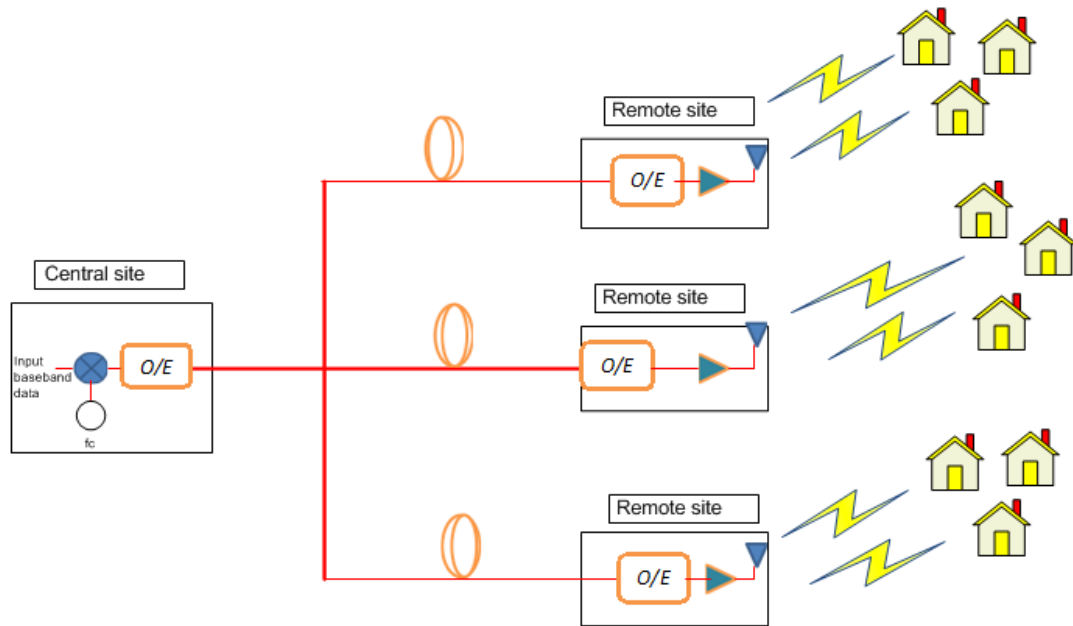 Remote site
O/E
Central site
Input
baseband
data
O/E
fc
Remote site
O/E
Remote site
O/E